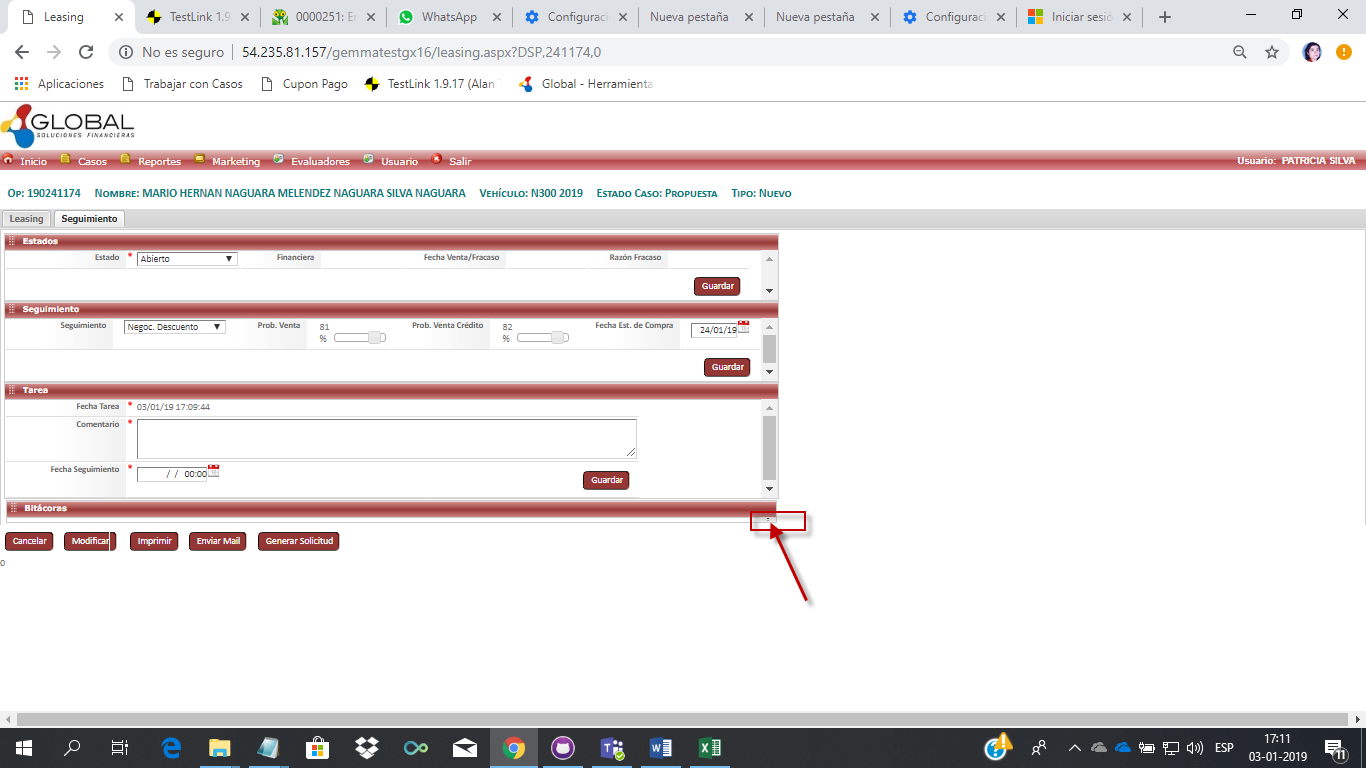 Leasing TestLink 1.9 0000251: Er WhatsApp Configuraci Nueva pestaña Nueva pestaña Configuraci Iniciar sesió
No es seguro 54.235.81.157/gemmatestgx16/leasing.aspx?DSP,241174,0
Aplicaciones Trabajar con Casos Cupon Pago TestLink 1.9.17 (Alan Global - Herramienta
GLOBAL
SOLUCIONES FINANCIERAS
Inicio Casos Reportes Marketing Evaluadores Usuario Salir Usuario: PATRICIA SILVA
Op: 190241174 Nombre: MARIO HERNAN NAGUARA MELENDEZ NAGUARA SILVA NAGUARA Vehículo: N300 2019 Estado Caso: Propuesta Tipo: Nuevo
Leasing Seguimiento
Estados
Estado * Abierto Financiera Fecha Venta/Fracaso Razón Fracaso
Guardar
Seguimiento
Seguimiento Negoc. Descuento Prob. Venta 81 % Prob. Venta Crédito 82 % Fecha Est. de Compra 24/01/19
Guardar
Tarea
Fecha Tarea * 03/01/19 17:09:44
Comentario *
Fecha Seguimiento * / / 00:00 Guardar
Bitácoras
Cancelar Modificar Imprimir Enviar Mail Generar Solicitud
0
ESP 17:11
03-01-2019 11